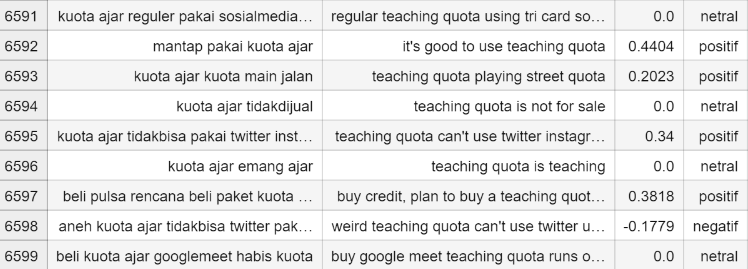 6591 kuota ajar reguler pakai sosialmedia… regular teaching quota using tri card so… 0.0 netral
6592 mantap pakai kuota ajar it's good to use teaching quota 0.4404 positif
6593 kuota ajar kuota main jalan teaching quota playing street quota 0.2023 positif
6594 kuota ajar tidakdijual teaching quota is not for sale 0.0 netral
6595 kuota ajar tidakbisa pakai twitter inst… teaching quota can't use twitter instagr… 0.34 positif
6596 kuota ajar emang ajar teaching quota is teaching 0.0 netral
6597 beli pulsa rencana beli paket kuota … buy credit, plan to buy a teaching quot… 0.3818 positif
6598 aneh kuota ajar tidakbisa twitter pak… weird teaching quota can't use twitter u… -0.1779 negatif
6599 beli kuota ajar googlemeet habis kuota buy google meet teaching quota runs o… 0.0 netral